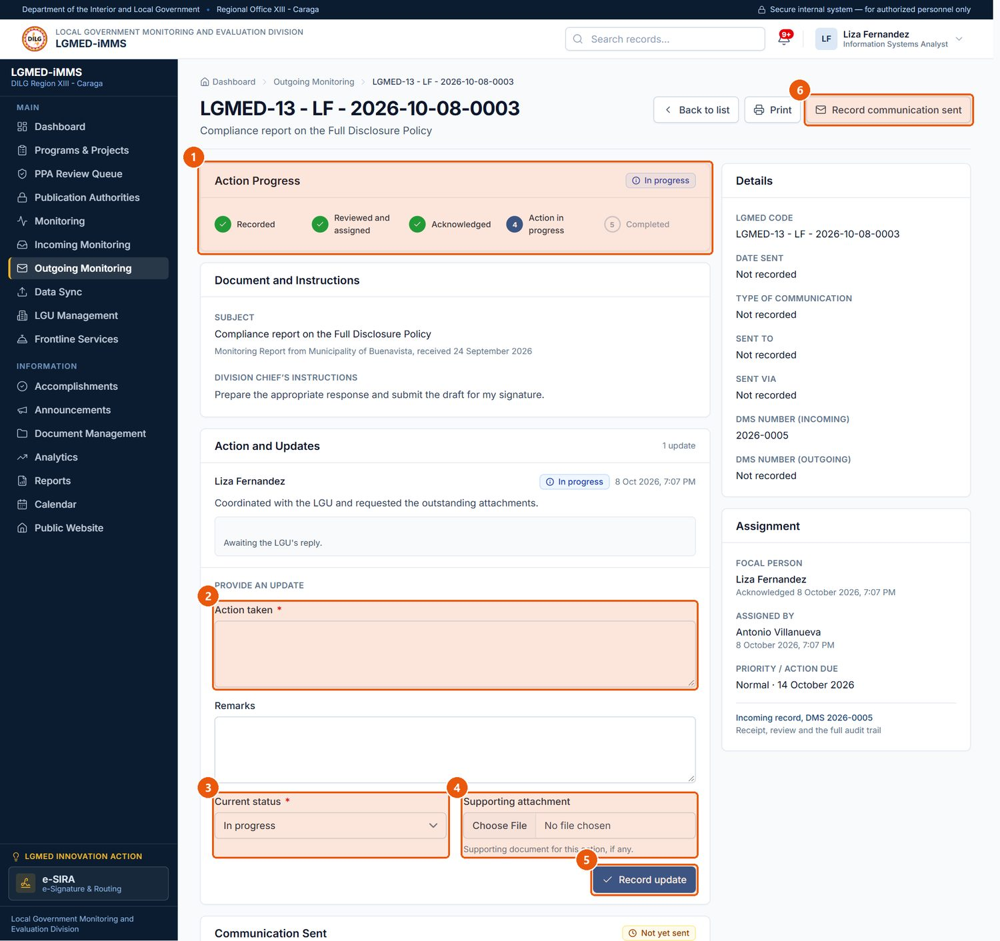 Department of the Interior and Local Government • Regional Office XIII - Caraga
Secure internal system — for authorized personnel only
DILG
LOCAL GOVERNMENT MONITORING AND EVALUATION DIVISION
LGMED-iMMS
Search records...
9+
LF
Liza Fernandez
Information Systems Analyst
LGMED-iMMS
DILG Region XIII - Caraga
MAIN
Dashboard
Programs & Projects
PPA Review Queue
Publication Authorities
Monitoring
Incoming Monitoring
Outgoing Monitoring
Data Sync
LGU Management
Frontline Services
INFORMATION
Accomplishments
Announcements
Document Management
Analytics
Reports
Calendar
Public Website
LGMED INNOVATION ACTION
e-SIRA
e-Signature & Routing
Local Government Monitoring and
Evaluation Division
Dashboard > Outgoing Monitoring > LGMED-13 - LF - 2026-10-08-0003
LGMED-13 - LF - 2026-10-08-0003
Compliance report on the Full Disclosure Policy
Back to list
Print
6
Record communication sent
1
Action Progress
In progress
Recorded
Reviewed and
assigned
Acknowledged
4
Action in
progress
5
Completed
Document and Instructions
SUBJECT
Compliance report on the Full Disclosure Policy
Monitoring Report from Municipality of Buenavista, received 24 September 2026
DIVISION CHIEF’S INSTRUCTIONS
Prepare the appropriate response and submit the draft for my signature.
Action and Updates
1 update
Liza Fernandez
In progress
8 Oct 2026, 7:07 PM
Coordinated with the LGU and requested the outstanding attachments.
Awaiting the LGU's reply.
PROVIDE AN UPDATE
2
Action taken *
Remarks
3
Current status *
In progress
4
Supporting attachment
Choose File
No file chosen
Supporting document for this action, if any.
5
Record update
Communication Sent
Not yet sent
Details
LGMED CODE
LGMED-13 - LF - 2026-10-08-0003
DATE SENT
Not recorded
TYPE OF COMMUNICATION
Not recorded
SENT TO
Not recorded
SENT VIA
Not recorded
DMS NUMBER (INCOMING)
2026-0005
DMS NUMBER (OUTGOING)
Not recorded
Assignment
FOCAL PERSON
Liza Fernandez
Acknowledged 8 October 2026, 7:07 PM
ASSIGNED BY
Antonio Villanueva
8 October 2026, 7:07 PM
PRIORITY / ACTION DUE
Normal · 14 October 2026
Incoming record, DMS 2026-0005
Receipt, review and the full audit trail